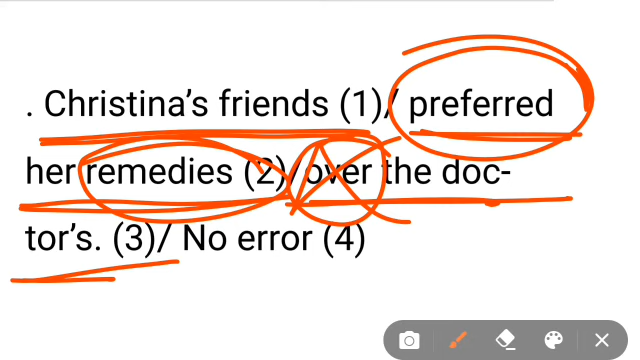 . Christina's friends (1)/ preferred
her remedies (2)/over the doc-
tor's. (3)/ No error (4)